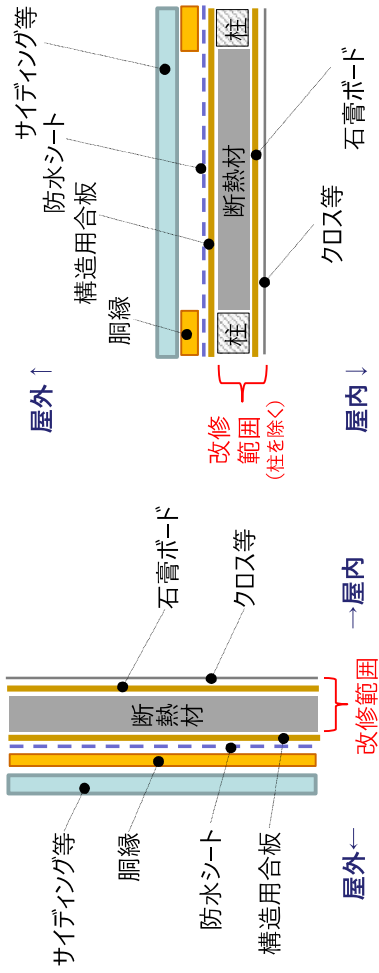 サイディング等
防水シート
構造用合板
胴縁
柱
断熱材
柱
石膏ボード
クロス等
屋外↑
屋内↓
改修
範囲
(柱を除く)
石膏ボード
クロス等
断
熱
材
サイディング等
胴縁
防水シート
構造用合板
屋外←
→屋内
改修範囲